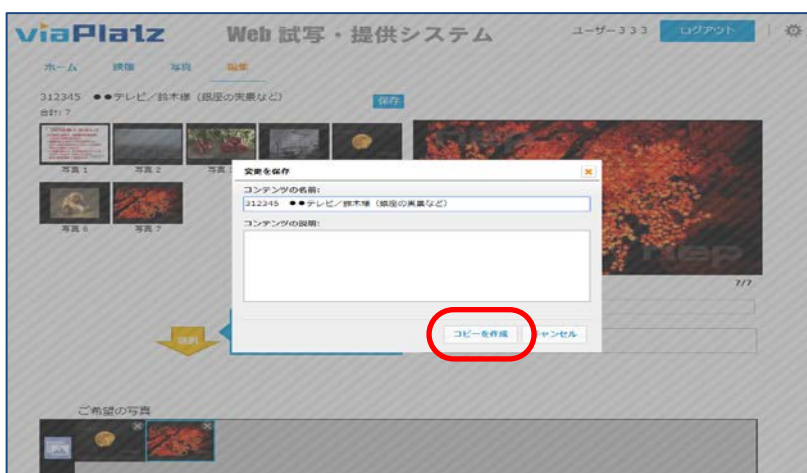 viaPlatz
Web 試写・提供システム
ユーザー３３３
ログアウト
ホーム 映像 写真 編集
312345 ●●テレビ／鈴木様（銀座の実景など）
保存
合計: 7
写真 1
写真 2
写真
変更を保存
コンテンツの名前:
312345 ●●テレビ／鈴木様（銀座の実景など）
コンテンツの説明:
写真 6
写真 7
nep
7/7
コピーを作成
キャンセル
ご希望の写真